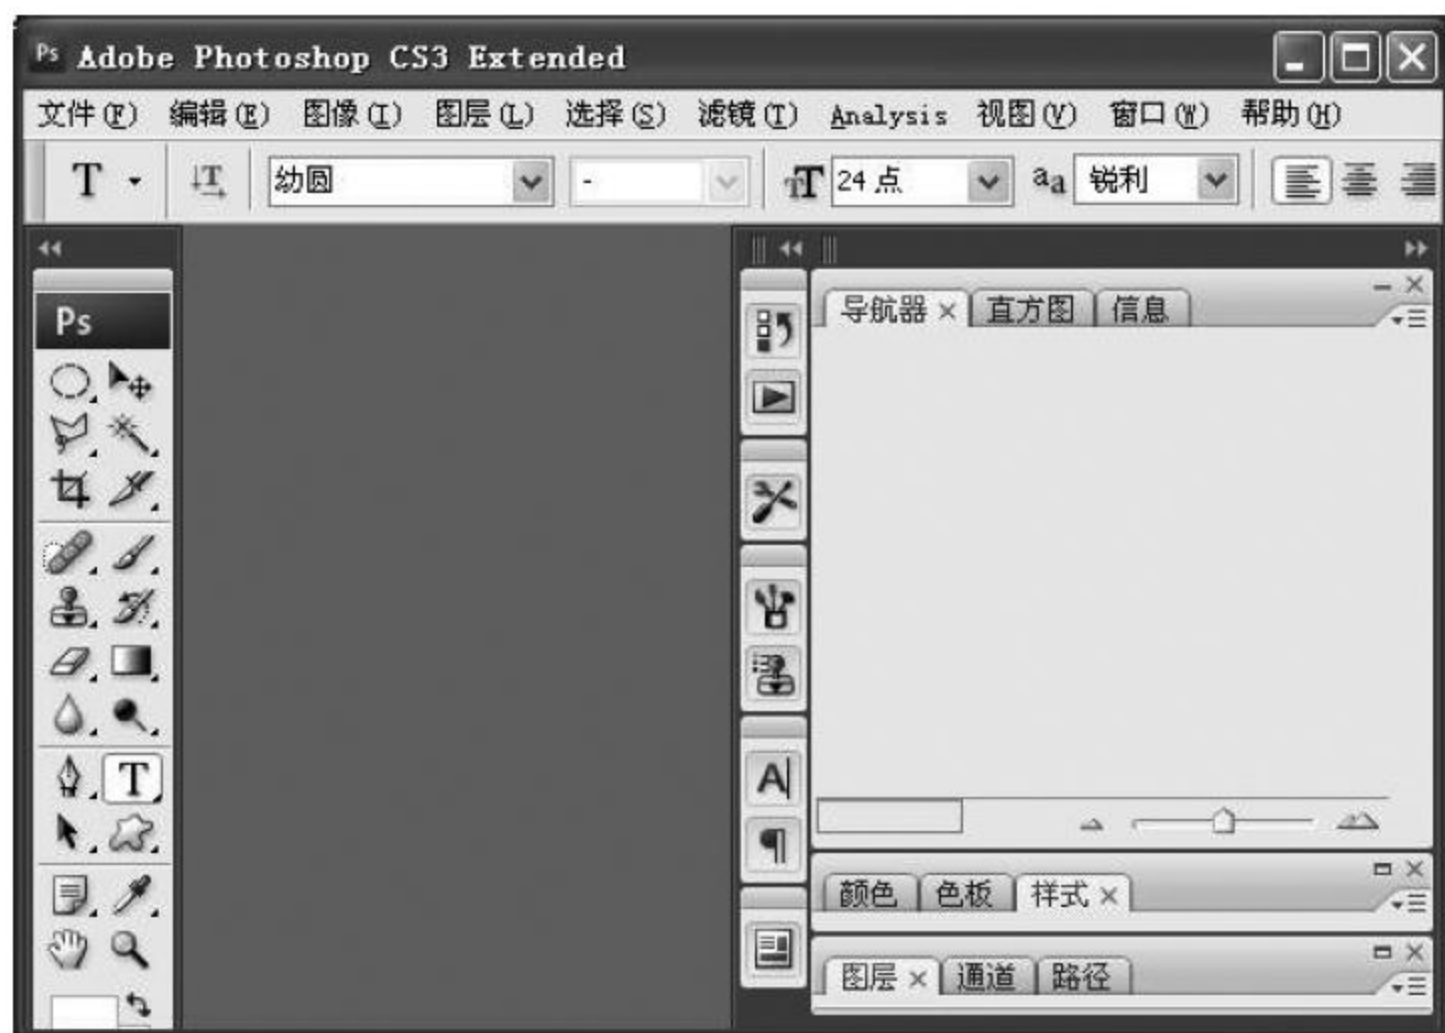 Ps Adobe Photoshop CS3 Extended
文件(F) 编辑(E) 图像(I) 图层(L) 选择(S) 滤镜(T) Analysis 视图(V) 窗口(W) 帮助(H)
T T 幼圆 - TT 24 点 aa 锐利
Ps
导航器 直方图 信息
T
A
颜色 色板 样式
图层 通道 路径